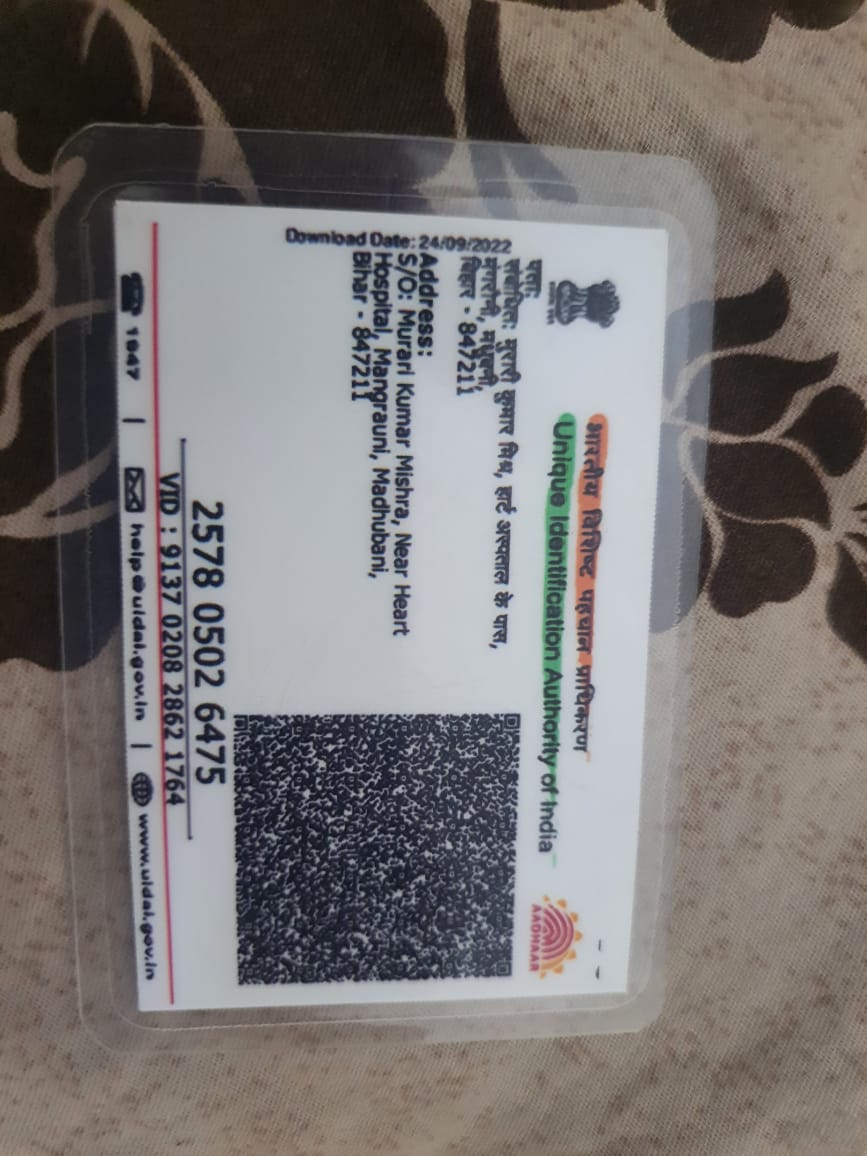 भारतीय विशिष्ट पहचान प्राधिकरण
Unique Identification Authority of India
AADHAAR
पता:
संबोधित: मुरारी कुमार मिश्र, हार्ट अस्पताल के पास,
मंगरौनी, मधुबनी,
बिहार - 847211
Download Date: 24/09/2022
Address:
S/O: Murari Kumar Mishra, Near Heart
Hospital, Mangrauni, Madhubani,
Bihar - 847211
2578 0502 6475
VID : 9137 0208 2862 1764
1947 | help@uidai.gov.in | www.uidai.gov.in